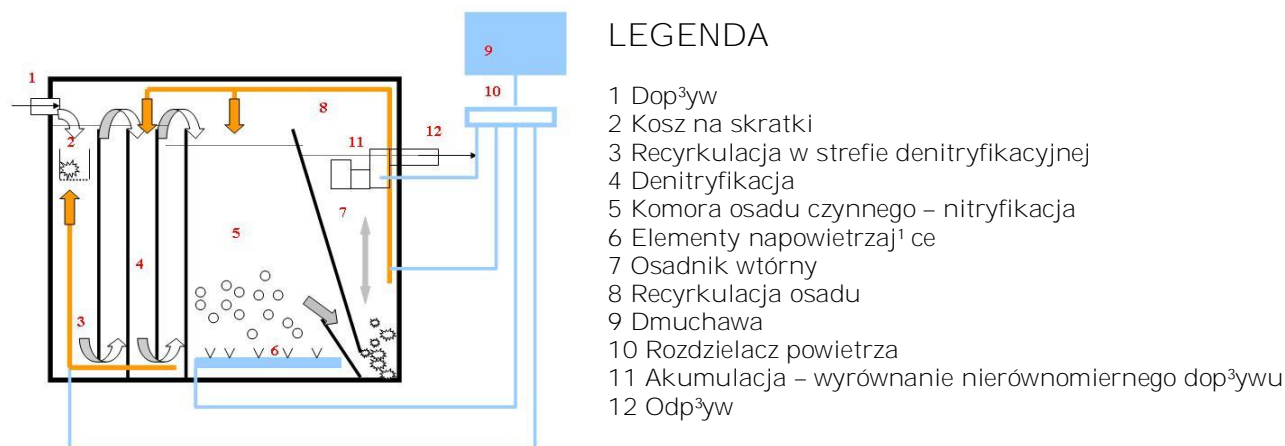 LEGENDA
1 Dop³yw
2 Kosz na skratki
3 Recyrkulacja w strefie denitryfikacyjnej
4 Denitryfikacja
5 Komora osadu czynnego – nitryfikacja
6 Elementy napowietrzaj¹ ce
7 Osadnik wtórny
8 Recyrkulacja osadu
9 Dmuchawa
10 Rozdzielacz powietrza
11 Akumulacja – wyrównanie nierównomiernego dop³ywu
12 Odp³yw
9
1
10
8
12
11
2
7
5
4
3
6